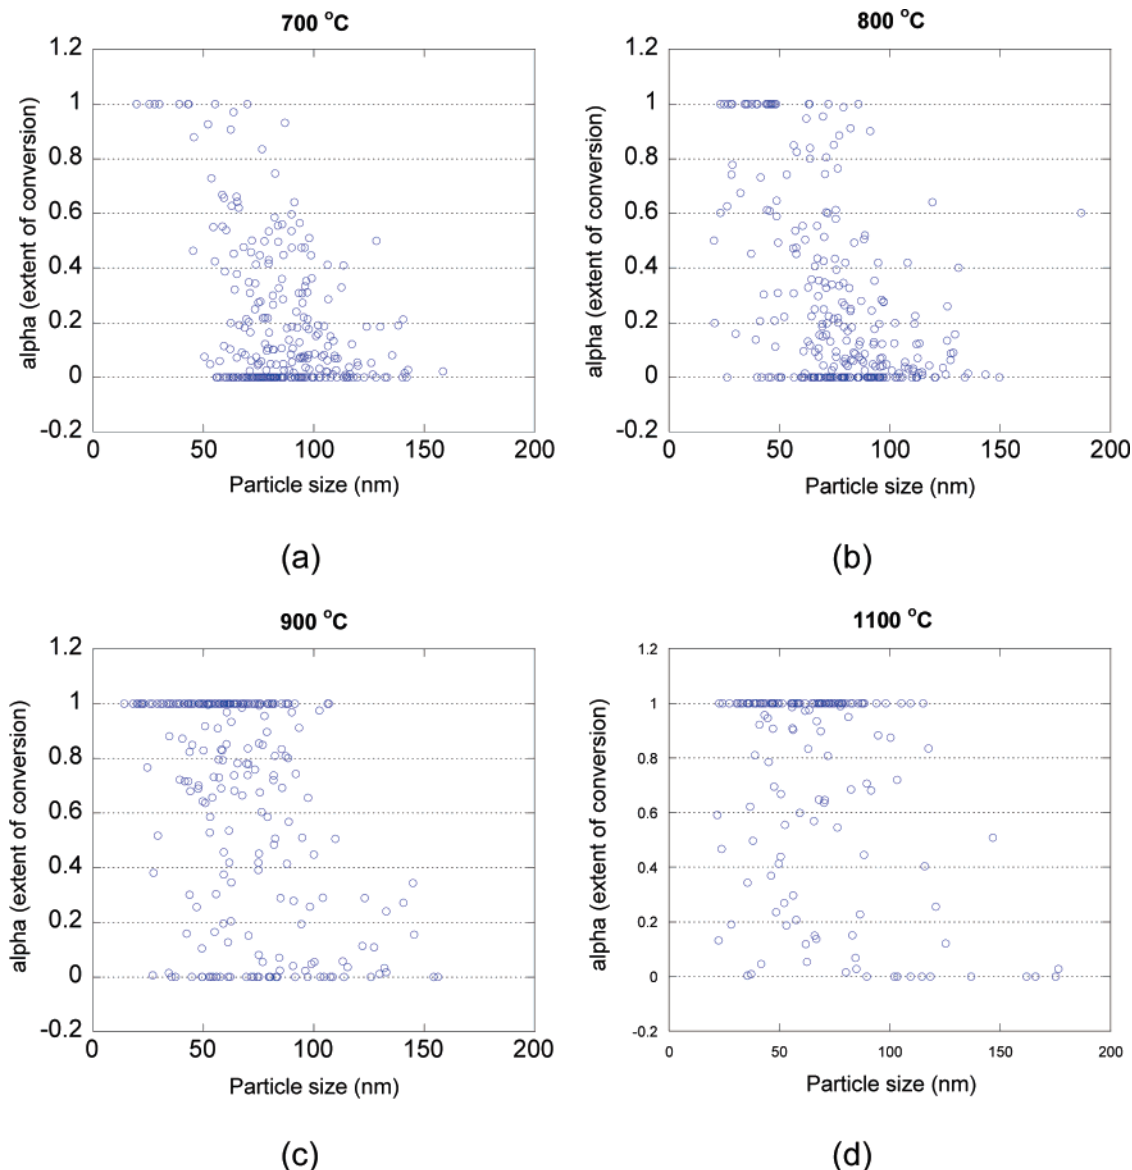 700 °C
1.2
1
0.8
0.6
0.4
0.2
0
-0.2
alpha (extent of conversion)
0 50 100 150 200
Particle size (nm)
(a)
800 °C
1.2
1
0.8
0.6
0.4
0.2
0
-0.2
alpha (extent of conversion)
0 50 100 150 200
Particle size (nm)
(b)
900 °C
1.2
1
0.8
0.6
0.4
0.2
0
-0.2
alpha (extent of conversion)
0 50 100 150 200
Particle size (nm)
(c)
1100 °C
1.2
1
0.8
0.6
0.4
0.2
0
-0.2
alpha (extent of conversion)
0 50 100 150 200
Particle size (nm)
(d)